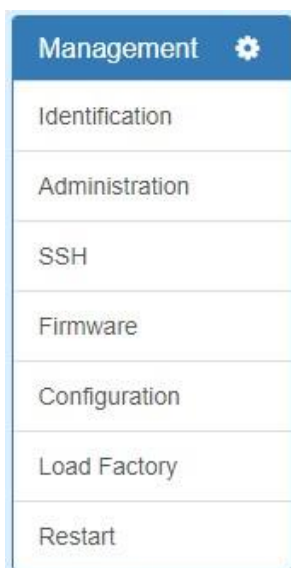 Management
Identification
Administration
SSH
Firmware
Configuration
Load Factory
Restart